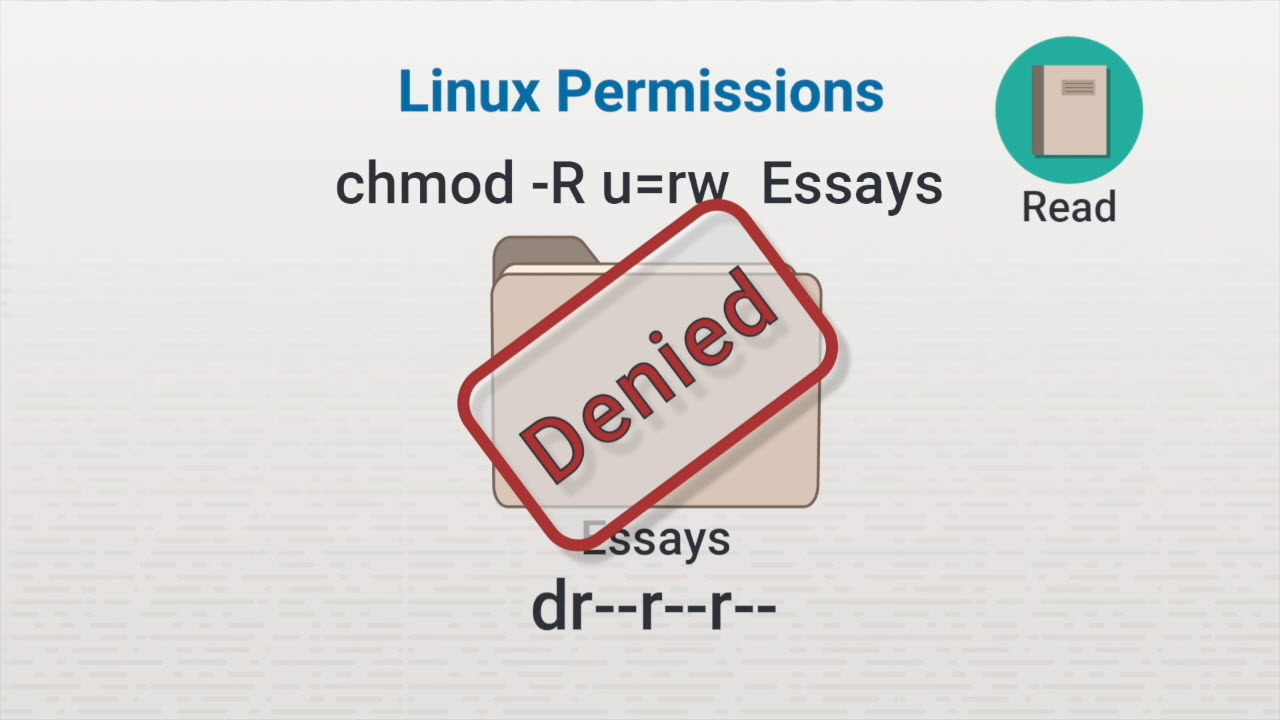 Linux Permissions
chmod -R u=rw  Essays
Read
Denied
Essays
dr--r--r--